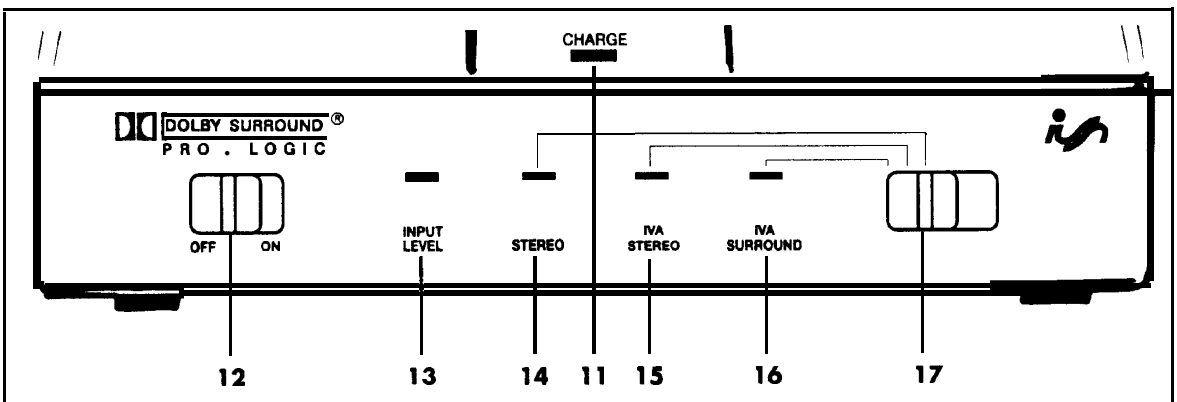 CHARGE
DOLBY SURROUND®
PRO . LOGIC
OFF ON
INPUT
LEVEL
STEREO
IVA
STEREO
IVA
SURROUND
12 13 14 11 15 16 17